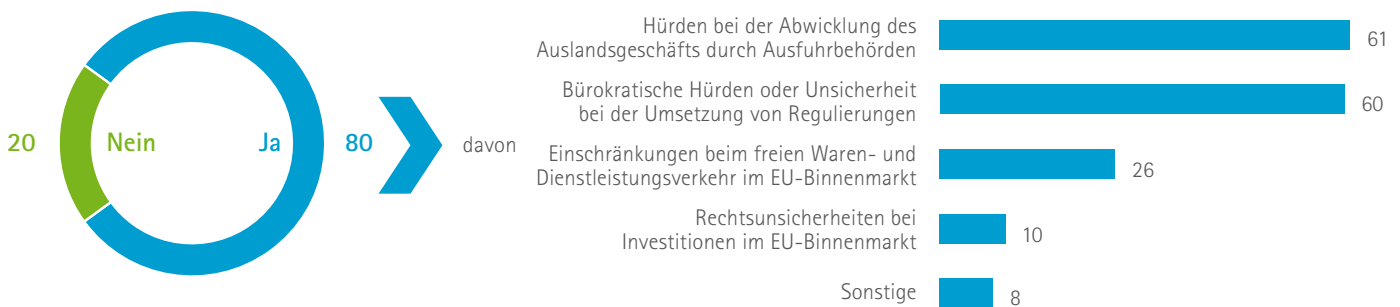 20
Nein
Ja
80
davon
Hürden bei der Abwicklung des
Auslandsgeschäfts durch Ausfuhrbehörden
61
Bürokratische Hürden oder Unsicherheit
bei der Umsetzung von Regulierungen
60
Einschränkungen beim freien Waren- und
Dienstleistungsverkehr im EU-Binnenmarkt
26
Rechtsunsicherheiten bei
Investitionen im EU-Binnenmarkt
10
Sonstige
8